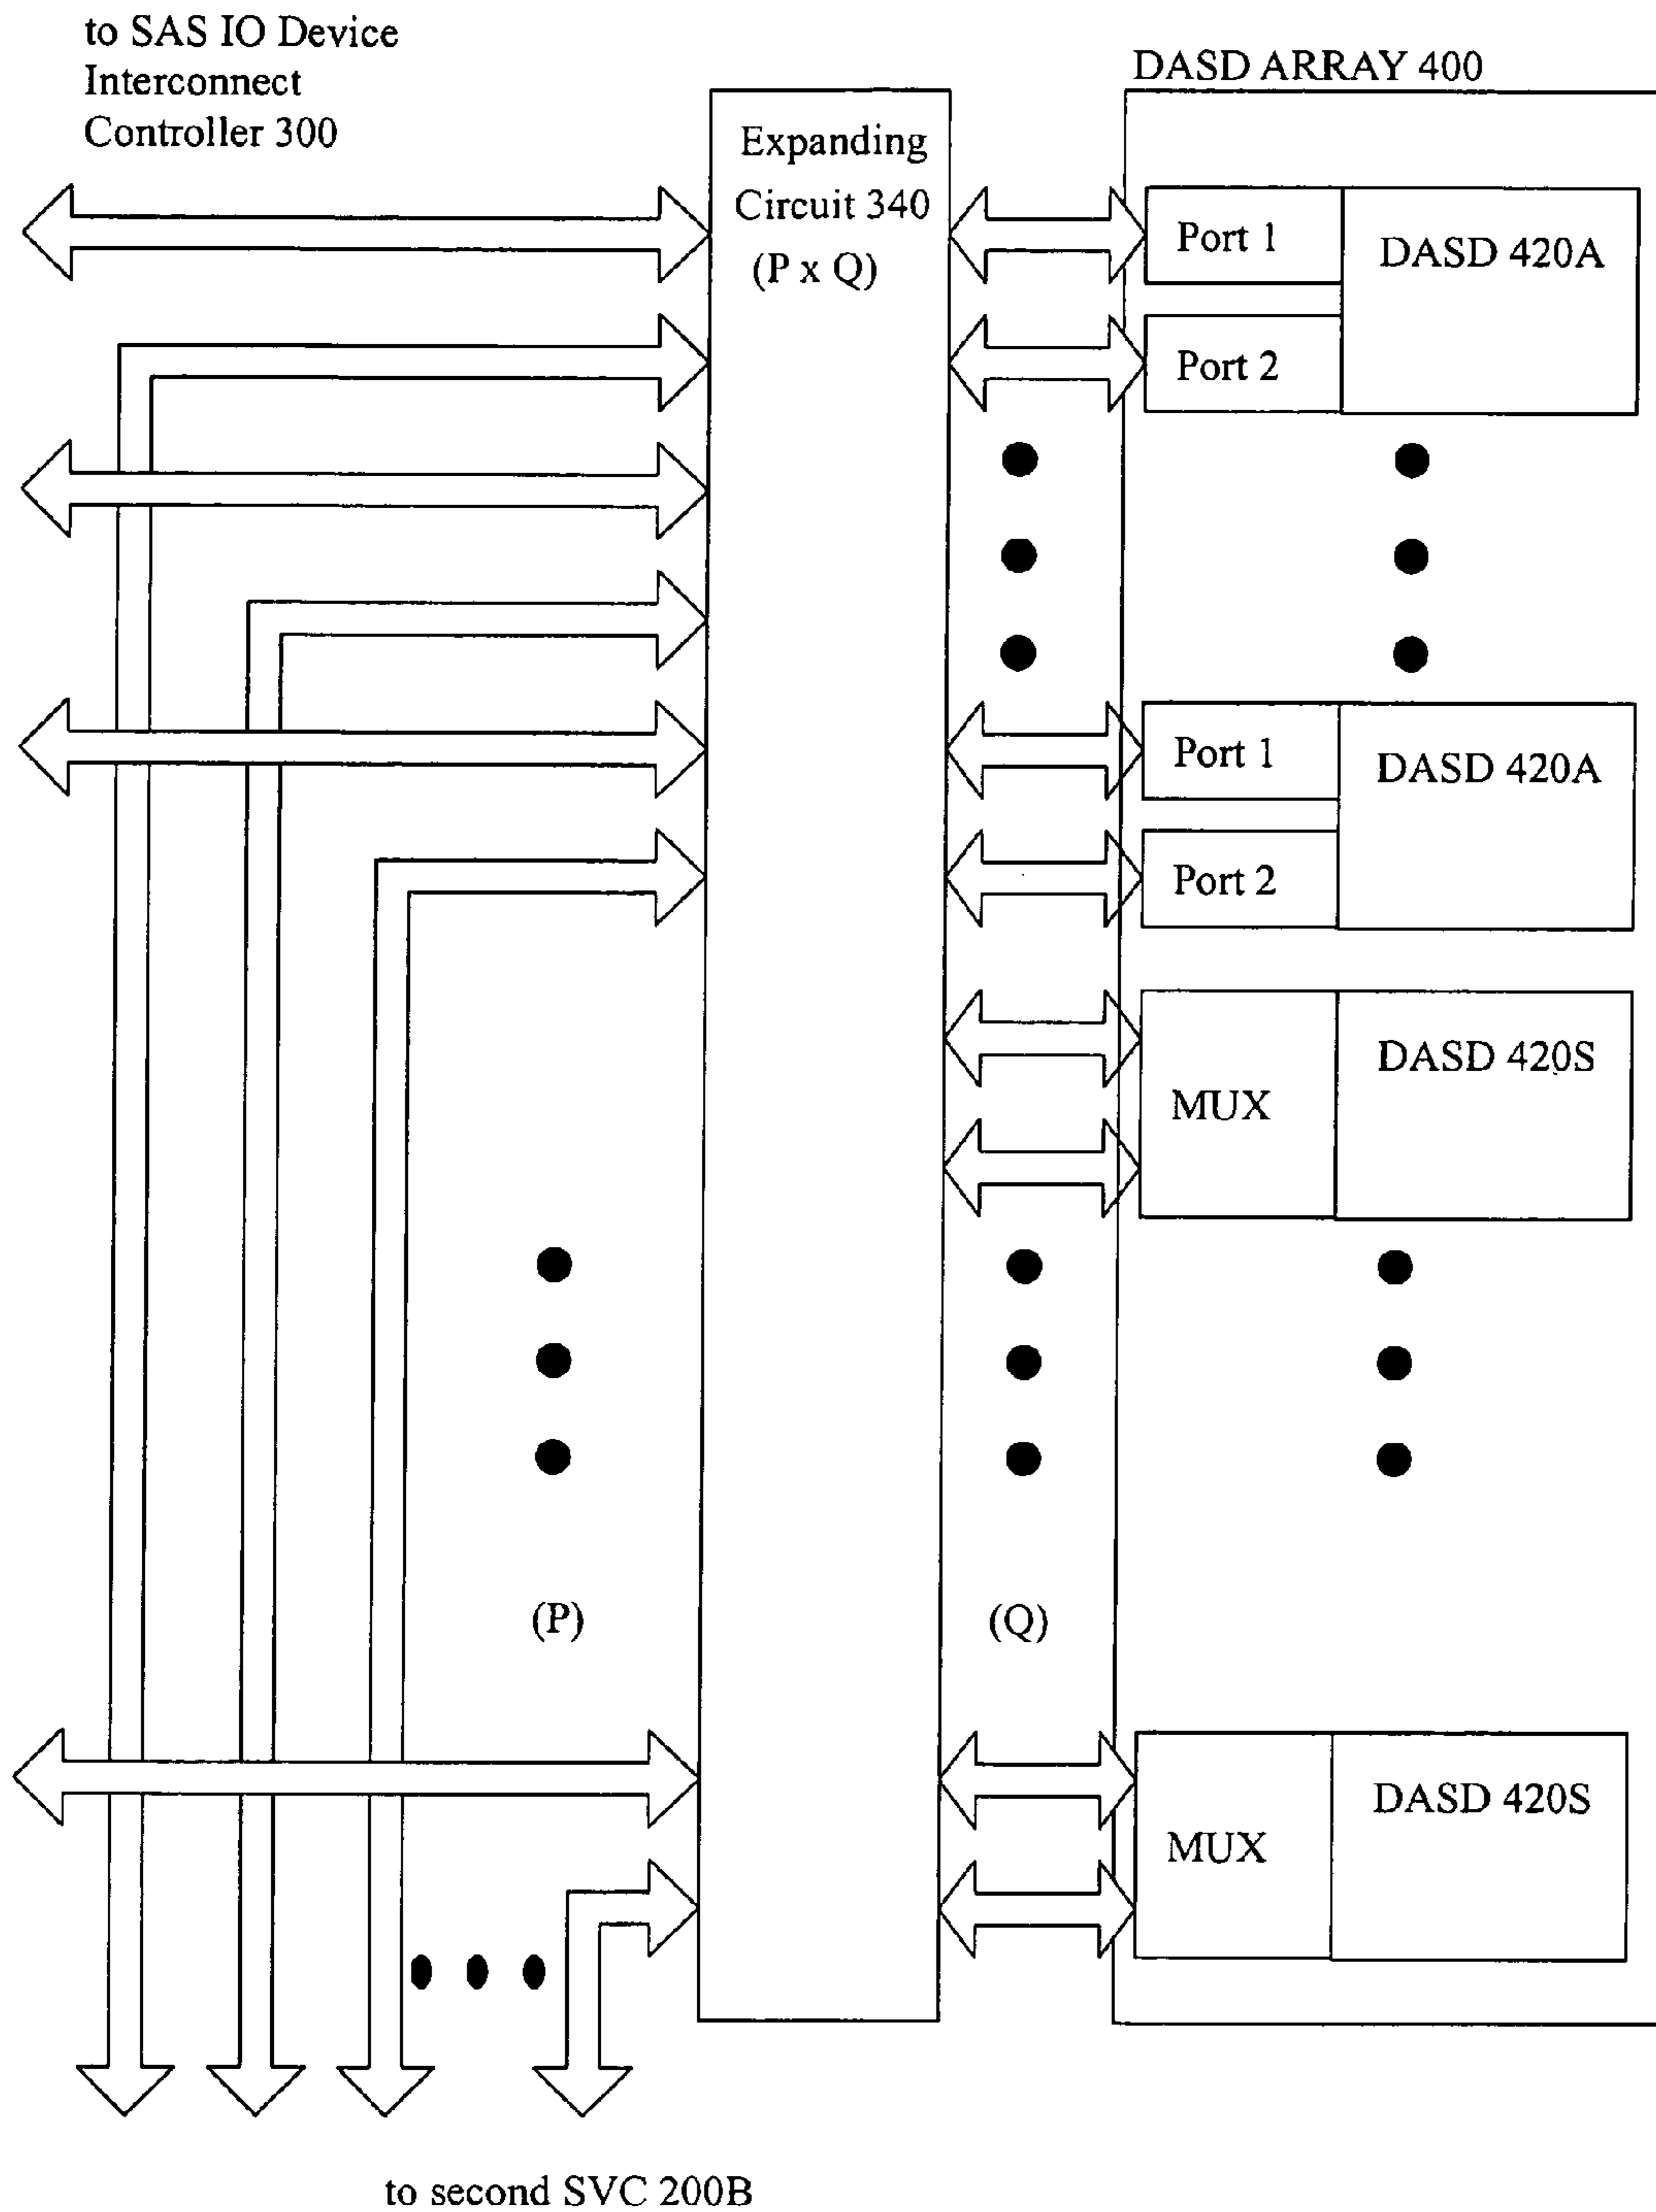 to SAS IO Device
Interconnect
Controller 300
DASD ARRAY 400
Expanding
Circuit 340
(P x Q)
Port 1
DASD 420A
Port 2
Port 1
DASD 420A
Port 2
DASD 420S
MUX
(P)
(Q)
DASD 420S
MUX
to second SVC 200B